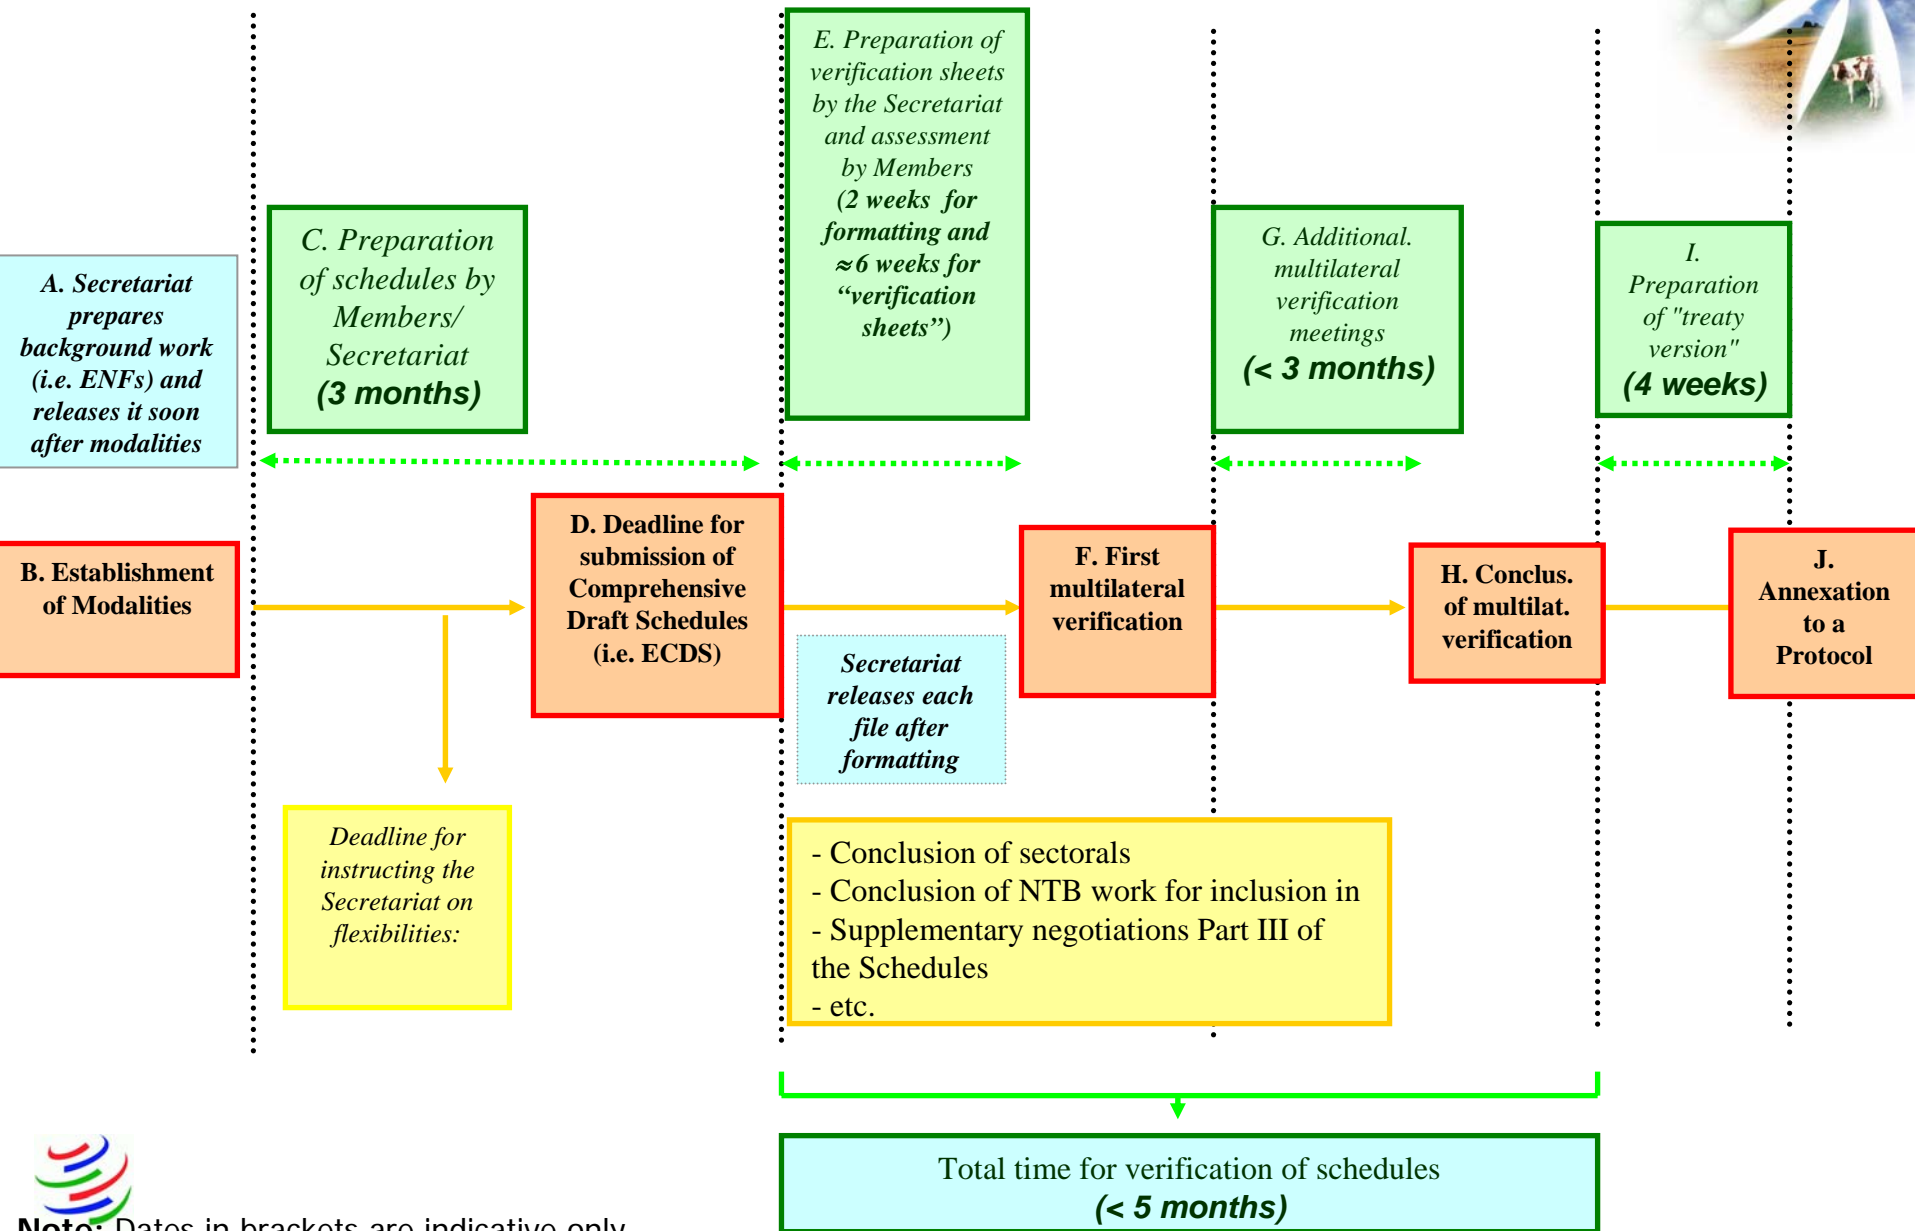 A. Secretariat
prepares
background work
(i.e. ENFs) and
releases it soon
after modalities
B. Establishment
of Modalities
C. Preparation
of schedules by
Members/
Secretariat
(3 months)
D. Deadline for
submission of
Comprehensive
Draft Schedules
(i.e. ECDS)
Deadline for
instructing the
Secretariat on
flexibilities:
E. Preparation of
verification sheets
by the Secretariat
and assessment
by Members
(2 weeks for
formatting and
≈6 weeks for
“verification
sheets”)
F. First
multilateral
verification
Secretariat
releases each
file after
formatting
G. Additional.
multilateral
verification
meetings
(< 3 months)
H. Conclus.
of multilat.
verification
I.
Preparation
of "treaty
version"
(4 weeks)
J.
Annexation
to a
Protocol
- Conclusion of sectorals
- Conclusion of NTB work for inclusion in
- Supplementary negotiations Part III of
the Schedules
- etc.
Total time for verification of schedules
(< 5 months)
Note: Dates in brackets are indicative only